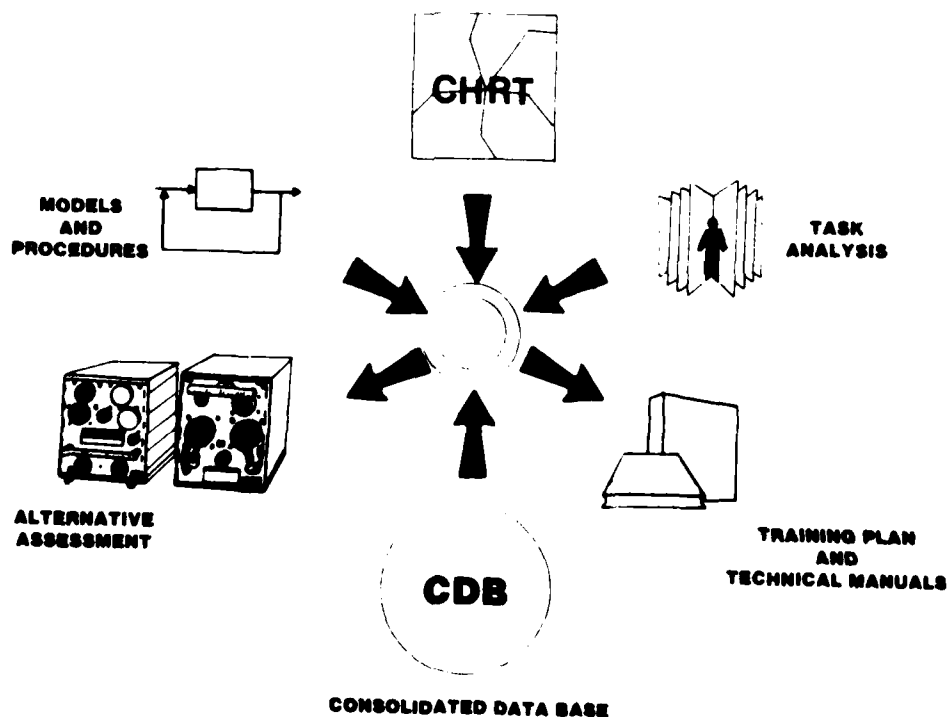 CHRT
MODELS
AND
PROCEDURES
TASK
ANALYSIS
ALTERNATIVE
ASSESSMENT
TRAINING PLAN
AND
TECHNICAL MANUALS
CDB
CONSOLIDATED DATA BASE